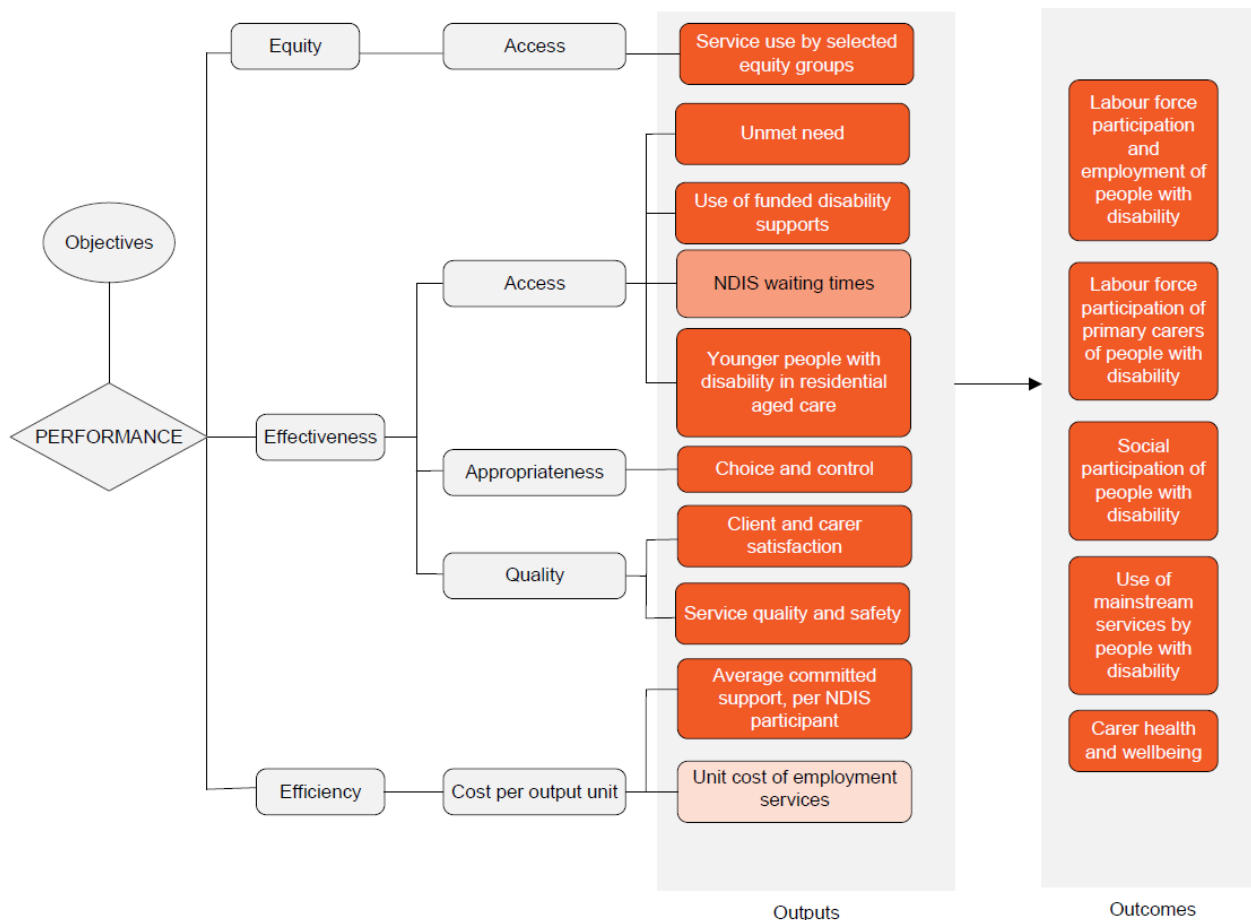 Equity
Access
Service use by selected
equity groups
Unmet need
Use of funded disability
supports
Objectives
Access
NDIS waiting times
Younger people with
disability in residential
aged care
PERFORMANCE
Effectiveness
Appropriateness
Choice and control
Client and carer
satisfaction
Quality
Service quality and safety
Average committed
support, per NDIS
participant
Efficiency
Cost per output unit
Unit cost of employment
services
Outputs
Labour force
participation
and
employment of
people with
disability
Labour force
participation of
primary carers
of people with
disability
Social
participation of
people with
disability
Use of
mainstream
services by
people with
disability
Carer health
and wellbeing
Outcomes